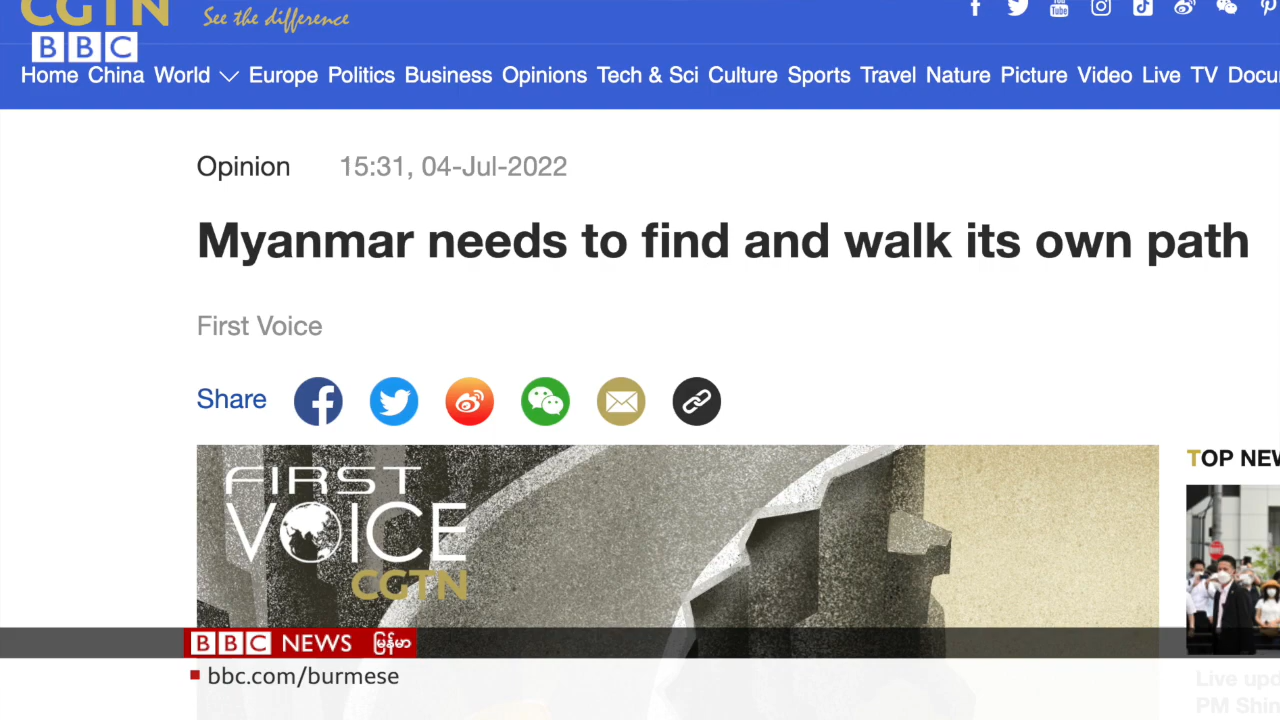 CGTN
See the difference
BBC
Home China World Europe Politics Business Opinions Tech & Sci Culture Sports Travel Nature Picture Video Live TV
Opinion 15:31, 04-Jul-2022
Myanmar needs to find and walk its own path
First Voice
Share
FIRST
VOICE
CGTN
TOP
BBC NEWS မြန်မာ
bbc.com/burmese
Live
PM